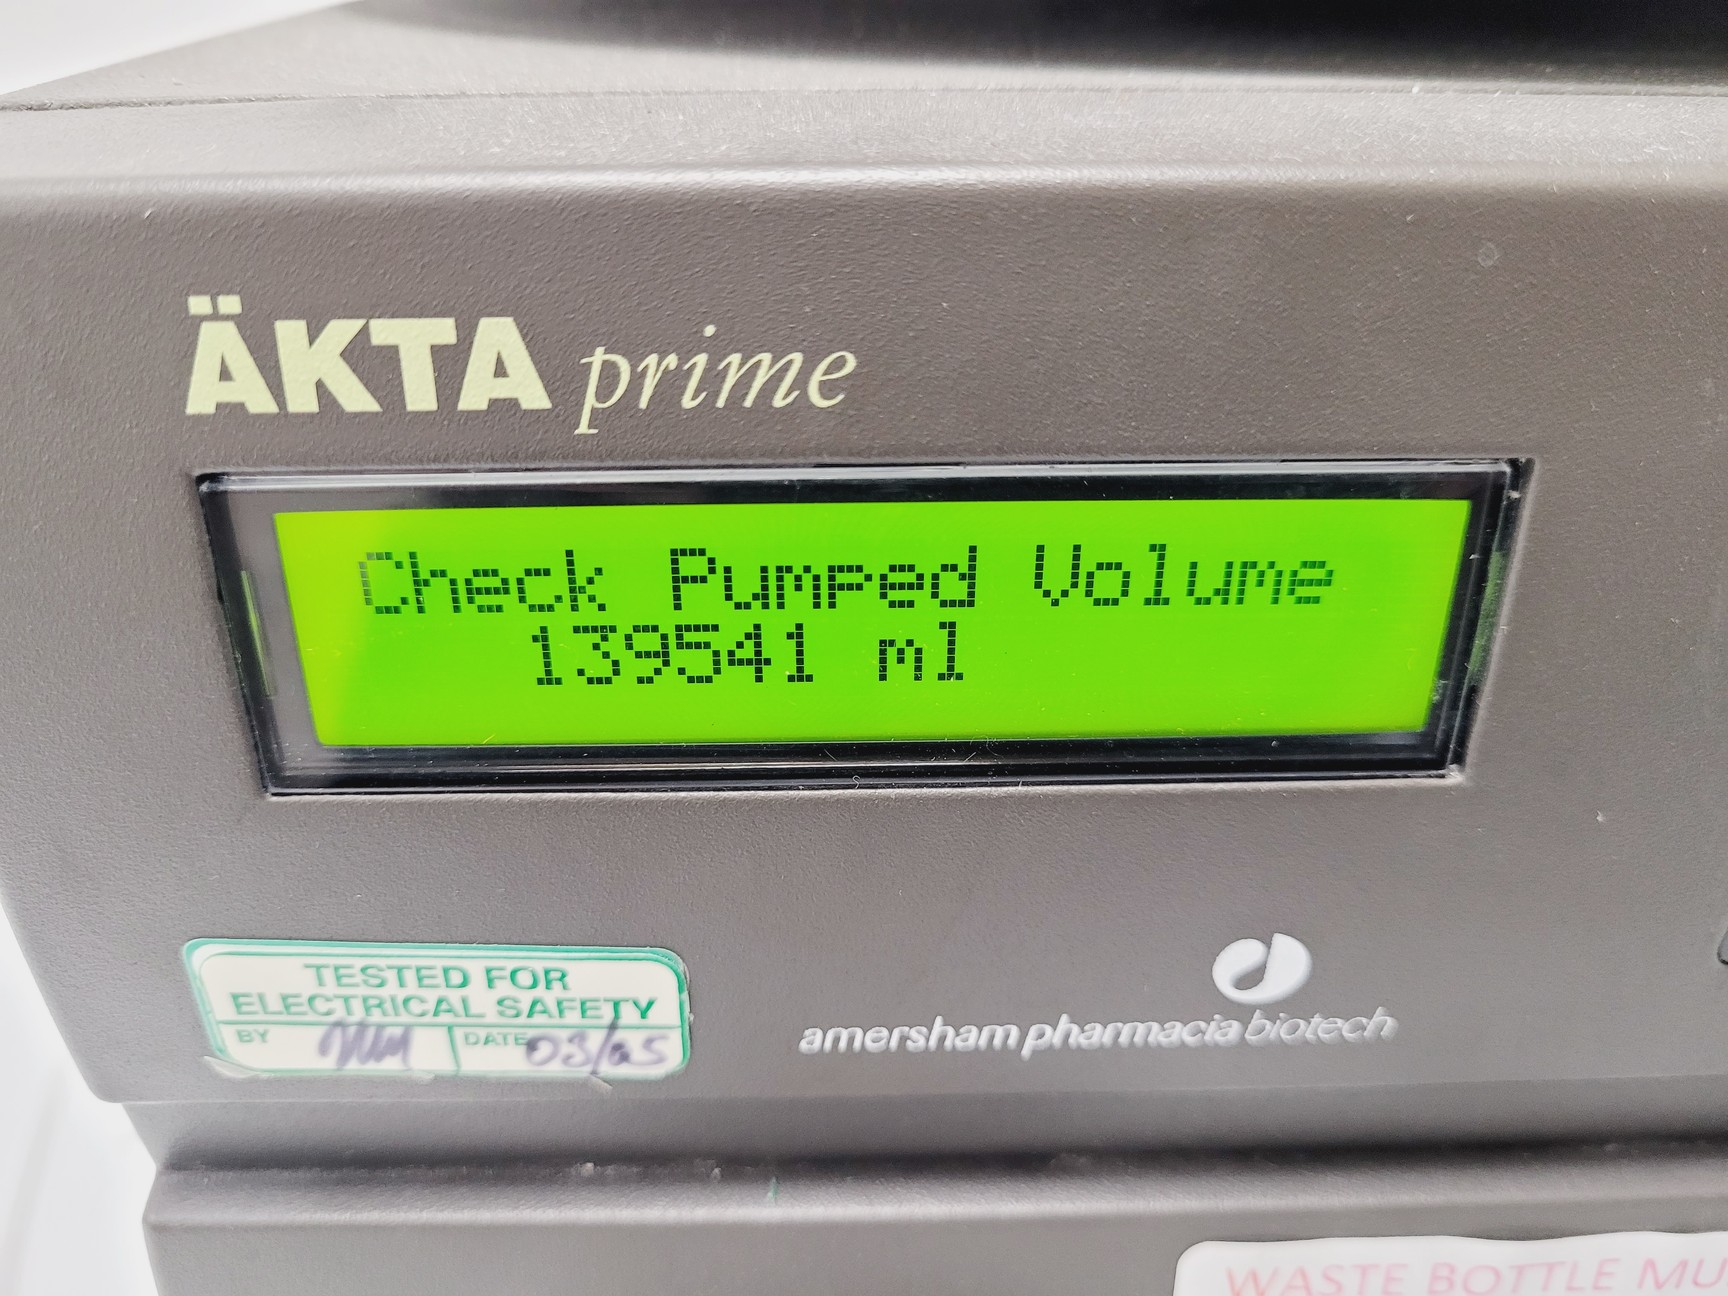 ÄKTA prime
Check Pumped Volume
139541 ml
TESTED FOR
ELECTRICAL SAFETY
BY
DATE 03/05
amersham pharmacia biotech
WASTE BOTTLE MU